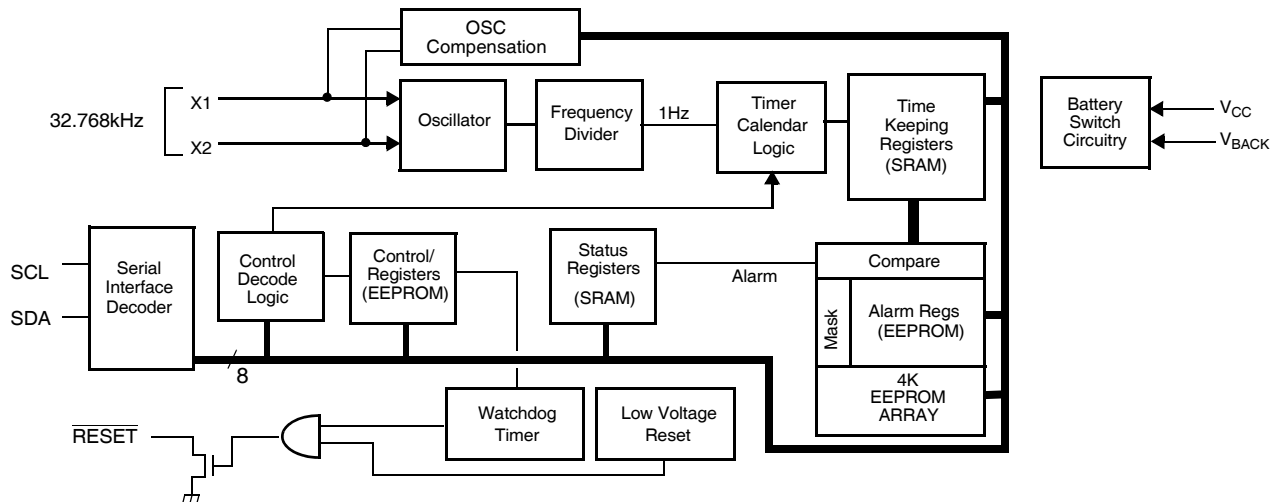 OSC
Compensation
32.768kHz
X1
X2
Oscillator
Frequency
Divider
1Hz
Timer
Calendar
Logic
Time
Keeping
Registers
(SRAM)
Battery
Switch
Circuitry
VCC
VBACK
SCL
SDA
Serial
Interface
Decoder
Control
Decode
Logic
Control/
Registers
(EEPROM)
Status
Registers
(SRAM)
Alarm
Compare
Mask
Alarm Regs
(EEPROM)
4K
EEPROM
ARRAY
8
RESET
Watchdog
Timer
Low Voltage
Reset